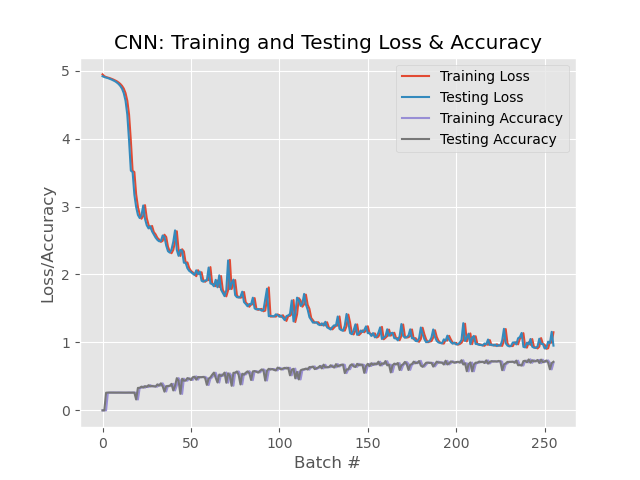 CNN: Training and Testing Loss & Accuracy
Training Loss
Testing Loss
Training Accuracy
Testing Accuracy
Loss/Accuracy
5
4
3
2
1
0
0 50 100 150 200 250
Batch #